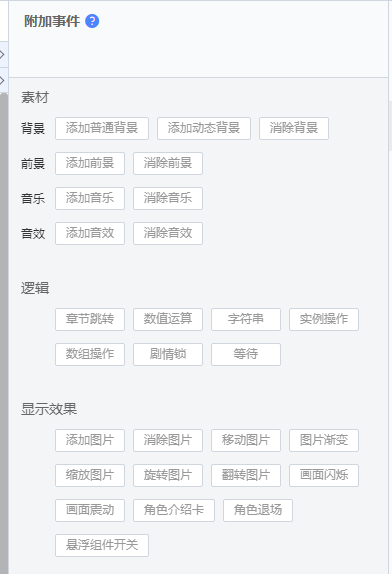 附加事件 ?
素材
背景 添加普通背景 添加动态背景 消除背景
前景 添加前景 消除前景
音乐 添加音乐 消除音乐
音效 添加音效 消除音效
逻辑
章节跳转 数值运算 字符串 实例操作
数组操作 剧情锁 等待
显示效果
添加图片 消除图片 移动图片 图片渐变
缩放图片 旋转图片 翻转图片 画面闪烁
画面震动 角色介绍卡 角色退场
悬浮组件开关